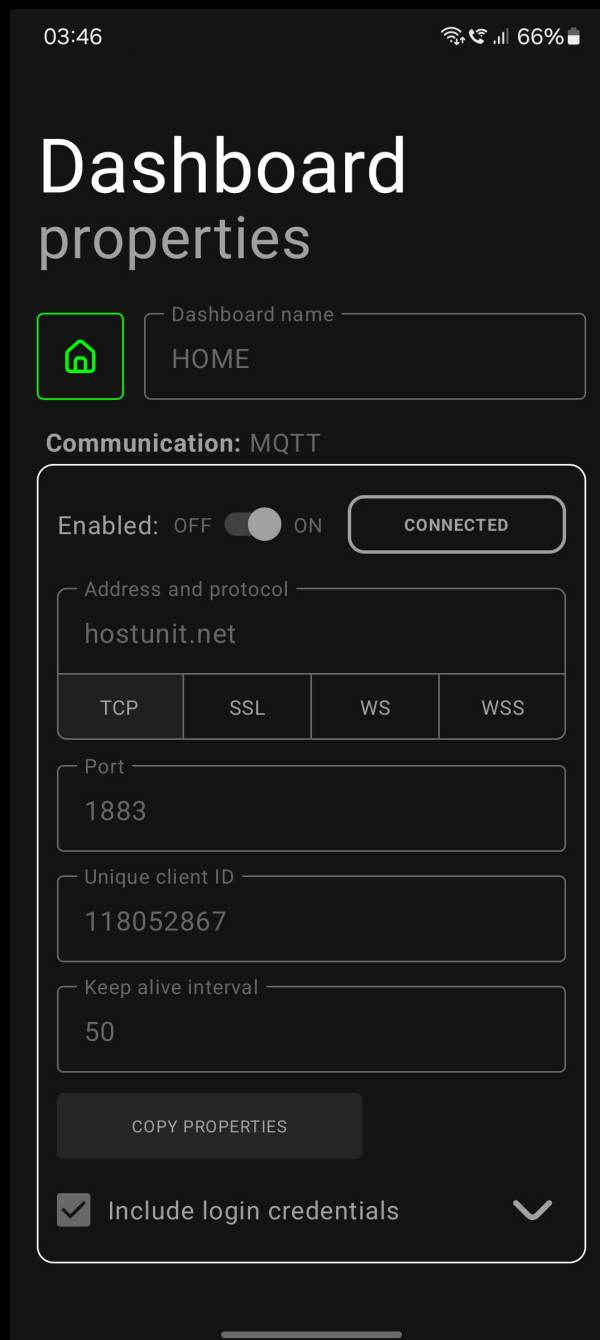 03:46 66%
Dashboard
properties
Dashboard name
HOME
Communication: MQTT
Enabled: OFF ON CONNECTED
Address and protocol
hostunit.net
TCP SSL WS WSS
Port
1883
Unique client ID
118052867
Keep alive interval
50
COPY PROPERTIES
Include login credentials